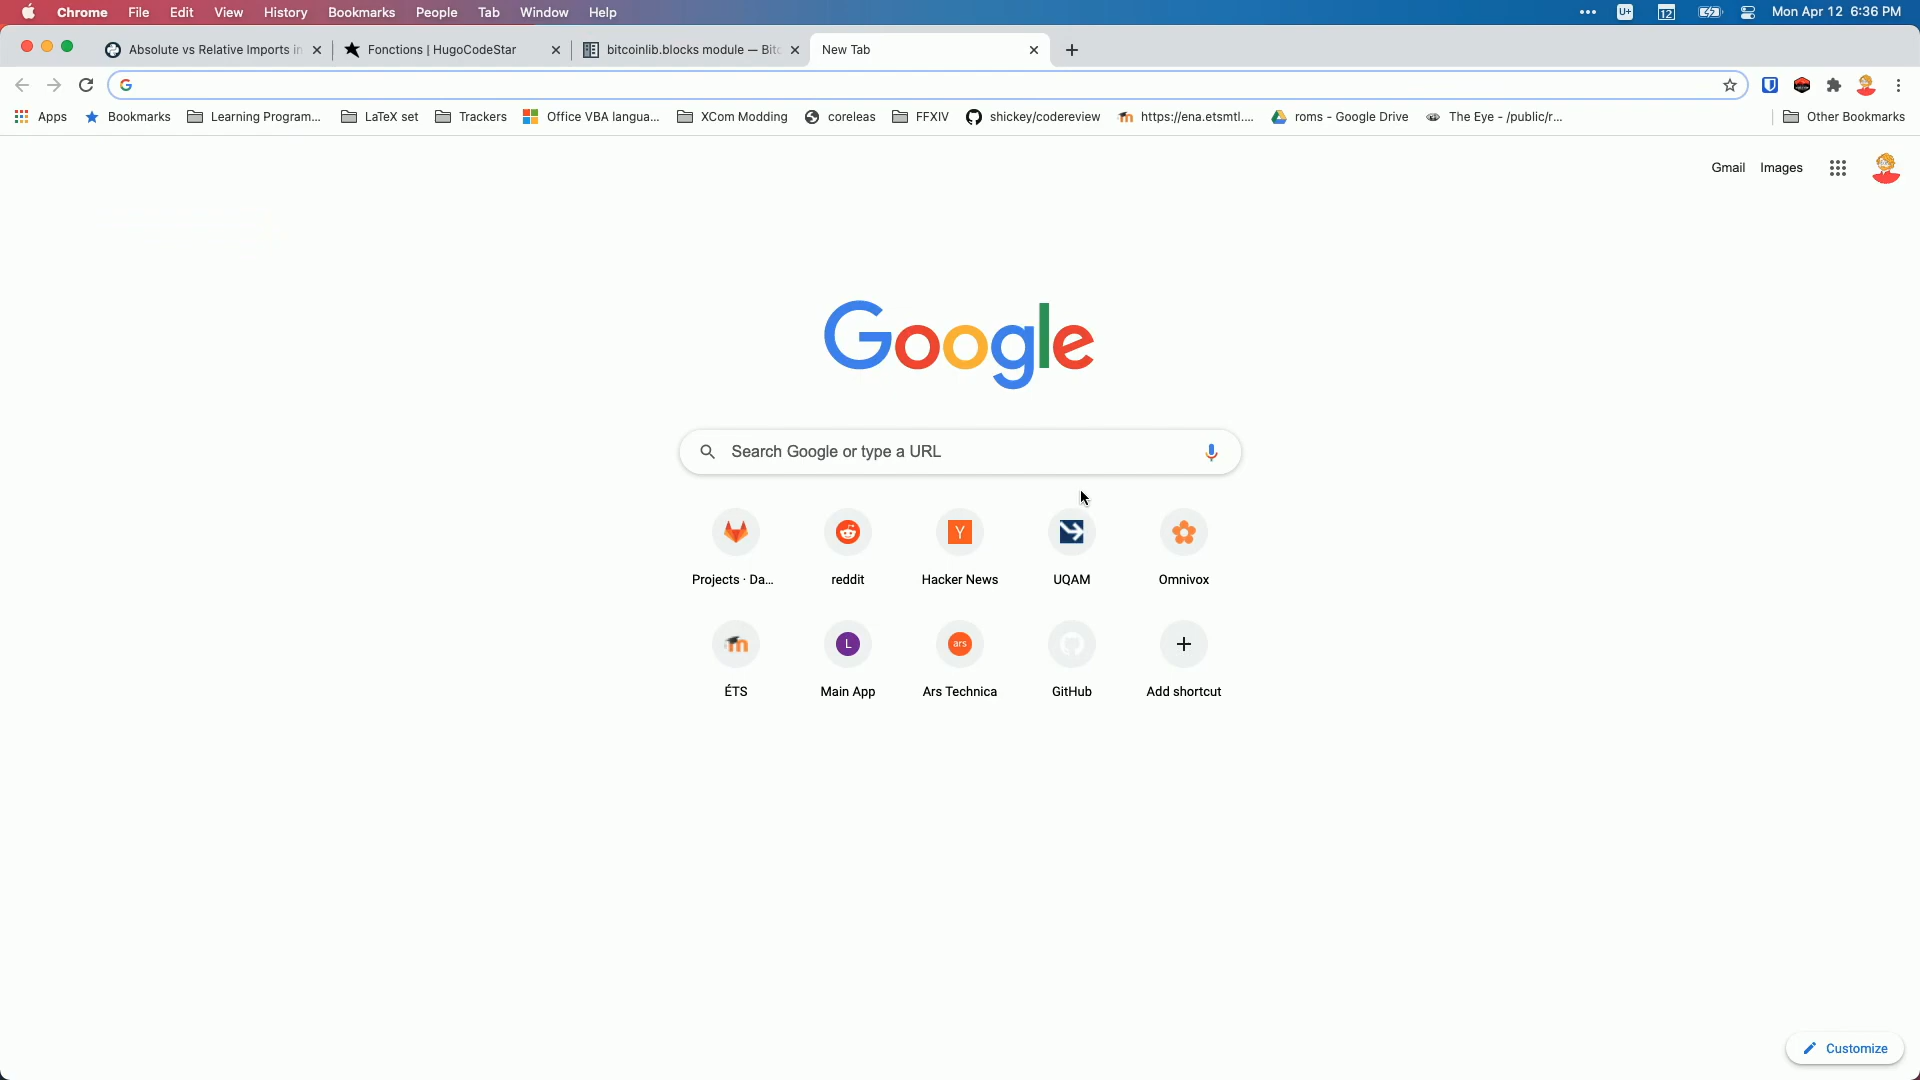 Chrome File Edit View History Bookmarks People Tab Window Help U+ 12 Mon Apr 12 6:36 PM
Absolute vs Relative Imports in Fonctions | HugoCodeStar bitcoinlib.blocks module — Bitc New Tab
Apps Bookmarks Learning Program... LaTeX set Trackers Office VBA langua... XCom Modding coreleas FFXIV shickey/codereview https://ena.etsmtl.... roms - Google Drive The Eye - /public/r... Other Bookmarks
Gmail Images
Google
Search Google or type a URL
Y
Projects · Da... reddit Hacker News UQAM Omnivox
m L ars
ÉTS Main App Ars Technica GitHub Add shortcut
Customize